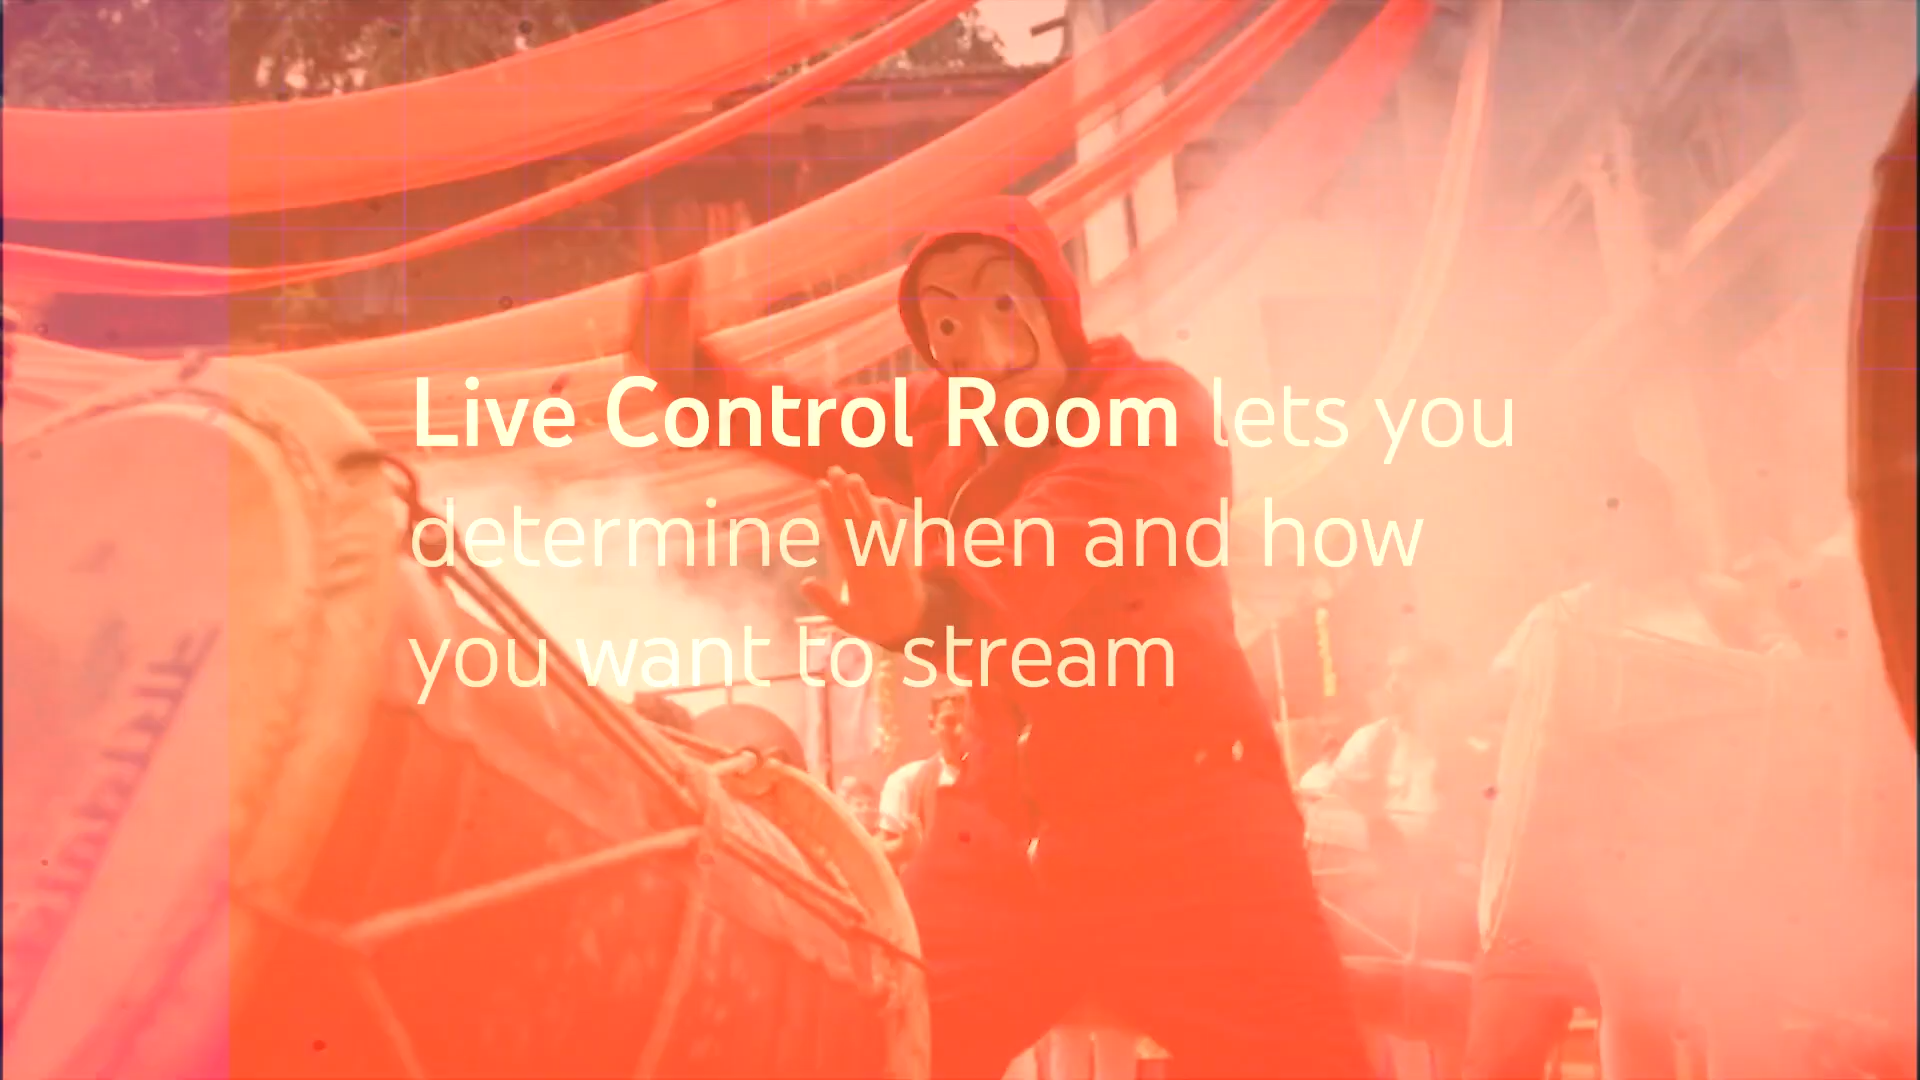 Live Control Room lets you
determine when and how
you want to stream